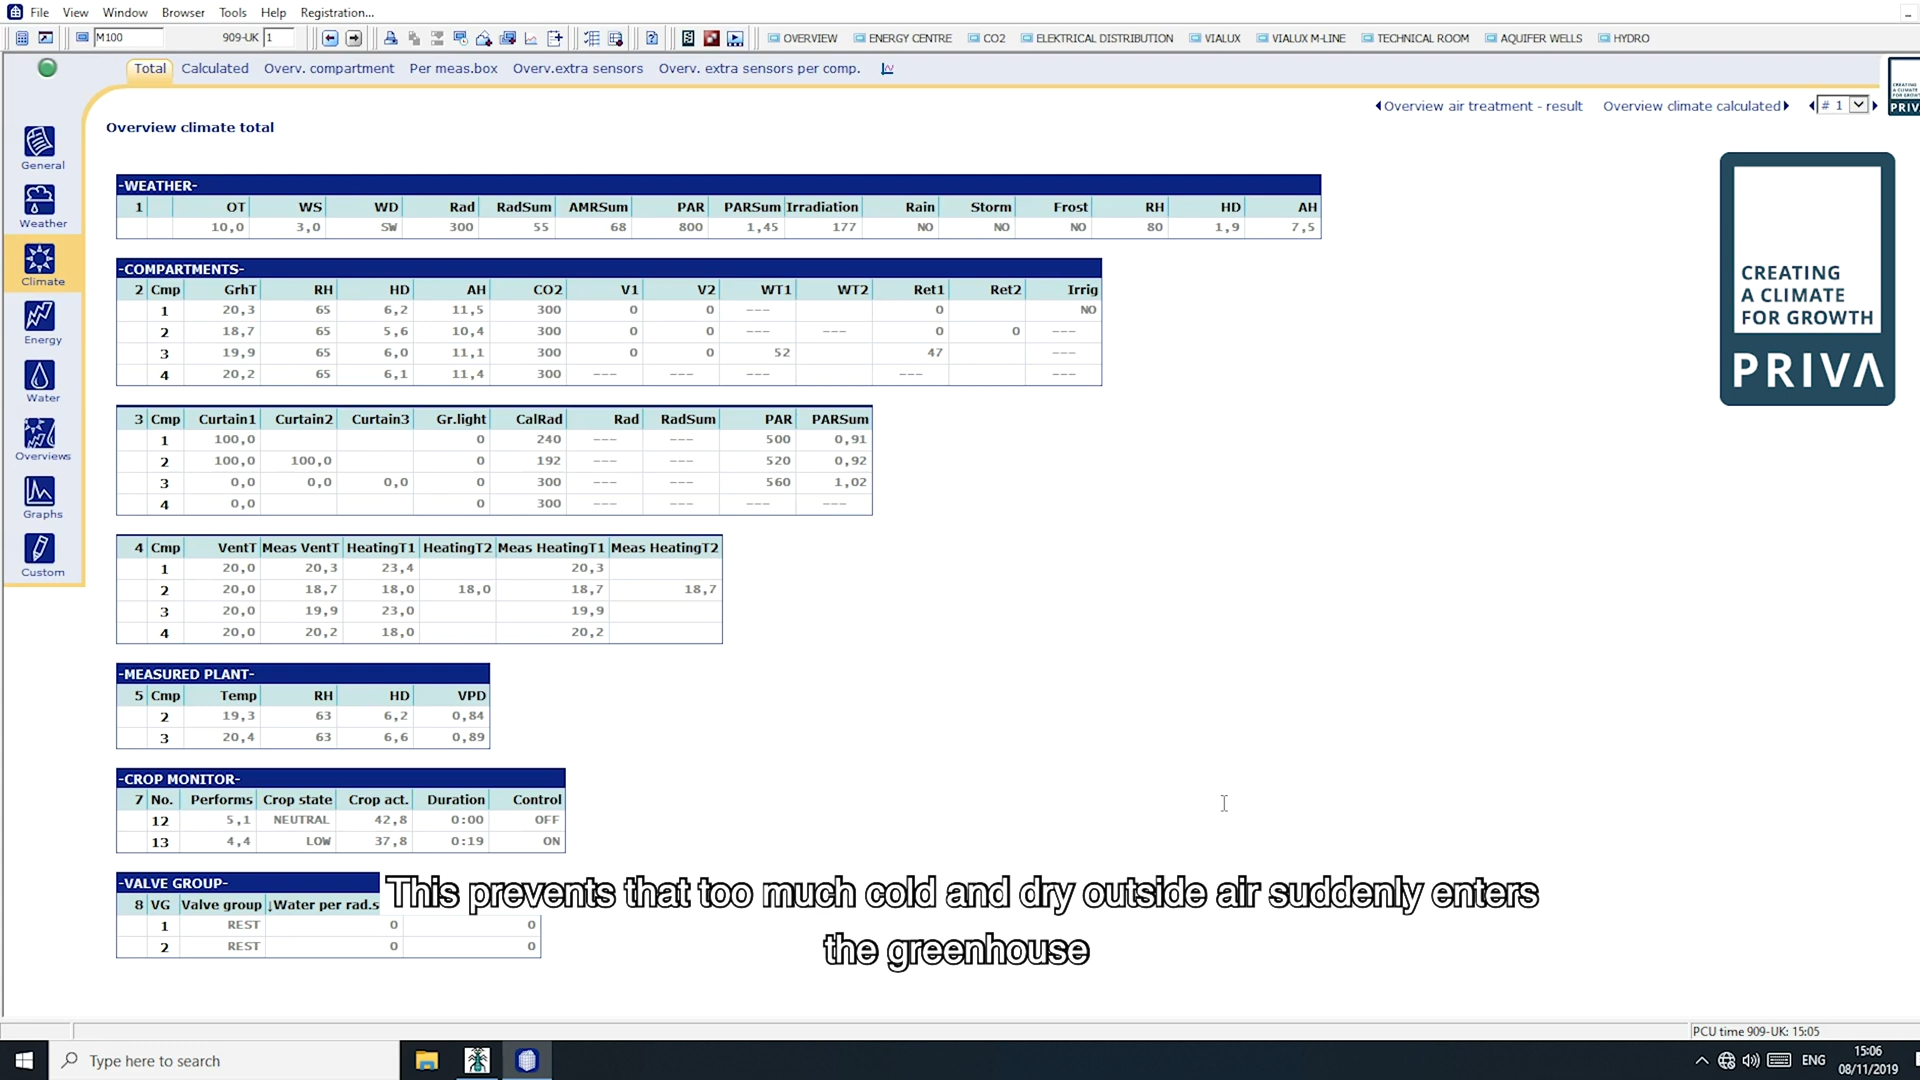 File View Window Browser Tools Help Registration...
M100 909-UK 1 OVERVIEW ENERGY CENTRE CO2 ELEKTRICAL DISTRIBUTION VIALUX VIALUX M-LINE TECHNICAL ROOM AQUIFER WELLS HYDRO
Total Calculated Overv. compartment Per meas.box Overv.extra sensors Overv. extra sensors per comp.
Overview air treatment - result Overview climate calculated # 1
Overview climate total
General
Weather
Climate
Energy
Water
Overviews
Graphs
Custom
-WEATHER-
1 OT WS WD Rad RadSum AMRSum PAR PARSum Irradiation Rain Storm Frost RH HD AH
10,0 3,0 SW 300 55 68 800 1,45 177 NO NO NO 80 1,9 7,5
-COMPARTMENTS-
2 Cmp GrhT RH HD AH CO2 V1 V2 WT1 WT2 Ret1 Ret2 Irrig
1 20,3 65 6,2 11,5 300 0 0 --- 0 NO
2 18,7 65 5,6 10,4 300 0 0 --- --- 0 0 ---
3 19,9 65 6,0 11,1 300 0 0 52 47 ---
4 20,2 65 6,1 11,4 300 --- --- --- --- ---
3 Cmp Curtain1 Curtain2 Curtain3 Gr.light CalRad Rad RadSum PAR PARSum
1 100,0 0 240 --- --- 500 0,91
2 100,0 100,0 0 192 --- --- 520 0,92
3 0,0 0,0 0,0 0 300 --- --- 560 1,02
4 0,0 0 300 --- --- --- ---
4 Cmp VentT Meas VentT HeatingT1 HeatingT2 Meas HeatingT1 Meas HeatingT2
1 20,0 20,3 23,4 20,3
2 20,0 18,7 18,0 18,0 18,7 18,7
3 20,0 19,9 23,0 19,9
4 20,0 20,2 18,0 20,2
-MEASURED PLANT-
5 Cmp Temp RH HD VPD
2 19,3 63 6,2 0,84
3 20,4 63 6,6 0,89
-CROP MONITOR-
7 No. Performs Crop state Crop act. Duration Control
12 5,1 NEUTRAL 42,8 0:00 OFF
13 4,4 LOW 37,8 0:19 ON
-VALVE GROUP-
8 VG Valve group ↓Water per rad.s
1 REST 0 0
2 REST 0 0
CREATING
A CLIMATE
FOR GROWTH
PRIVA
This prevents that too much cold and dry outside air suddenly enters
the greenhouse
PCU time 909-UK: 15:05
Type here to search
ENG
15:06
08/11/2019